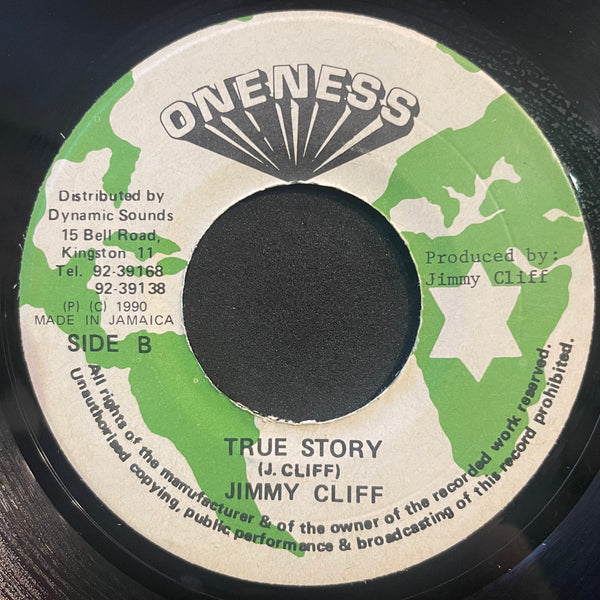 ONENESS
Distributed by
Dynamic Sounds
15 Bell Road,
Kingston 11
Tel. 92-39168
92-39138
(P) (C) 1990
MADE IN JAMAICA
SIDE B
Produced by:
Jimmy Cliff
TRUE STORY
(J. CLIFF)
JIMMY CLIFF
All rights of the manufacturer & of the owner of the recorded work reserved.
Unauthorised copying, public performance & broadcasting of this record prohibited.